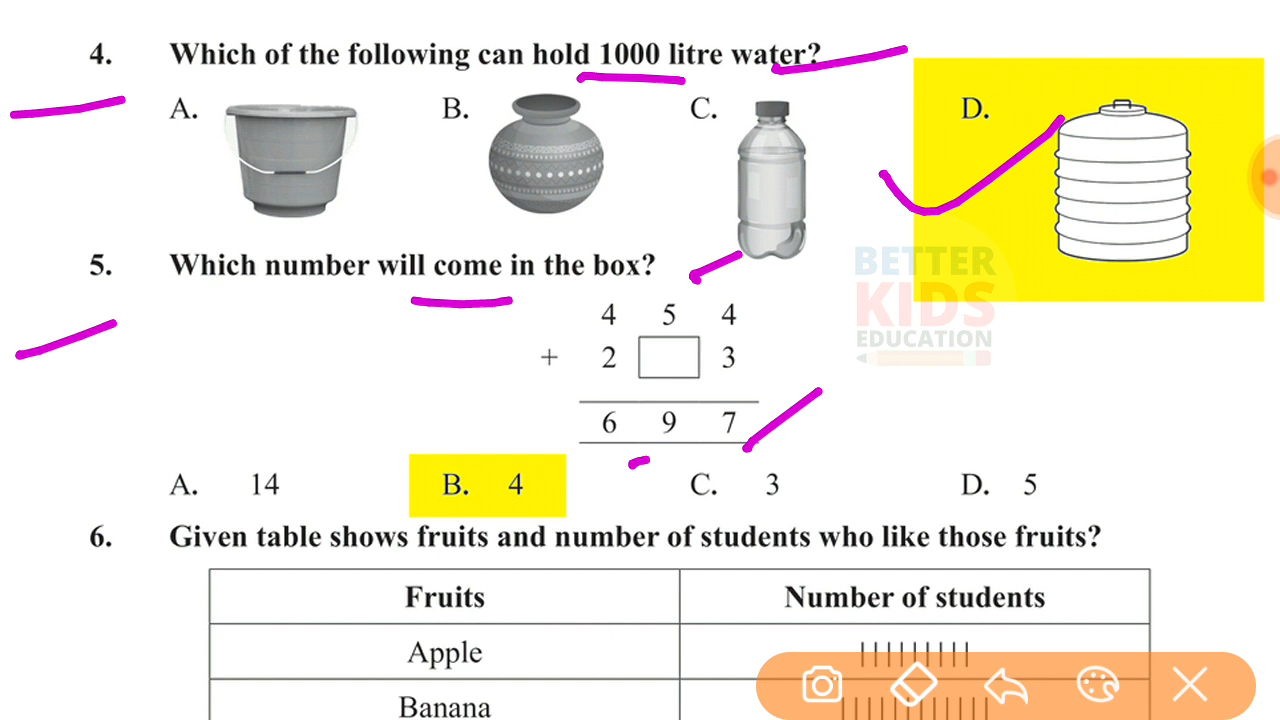 4. Which of the following can hold 1000 litre water?
A. B. C. D.
BETTER
KIDS
EDUCATION
5. Which number will come in the box?
4 5 4
+ 2 3
6 9 7
A. 14 B. 4 C. 3 D. 5
6. Given table shows fruits and number of students who like those fruits?
Fruits Number of students
Apple
Banana